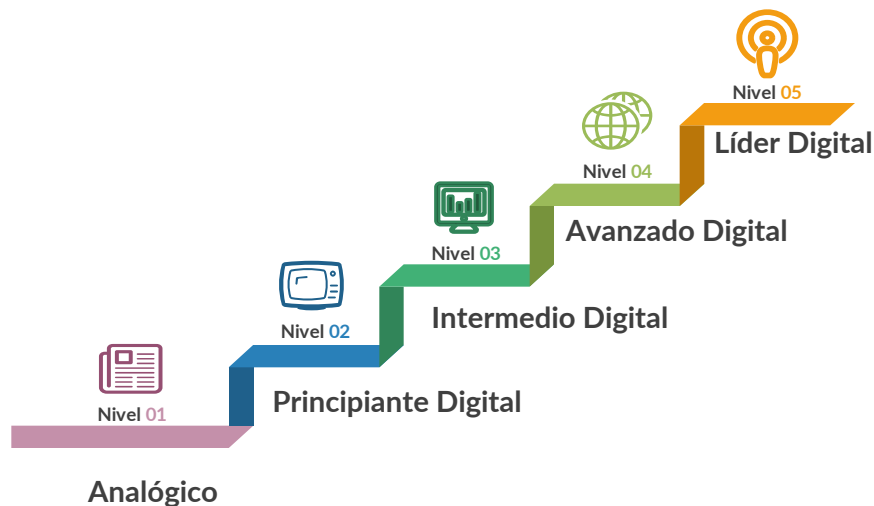 Nivel 05
Líder Digital
Nivel 04
Avanzado Digital
Nivel 03
Intermedio Digital
Nivel 02
Principiante Digital
Nivel 01
Analógico